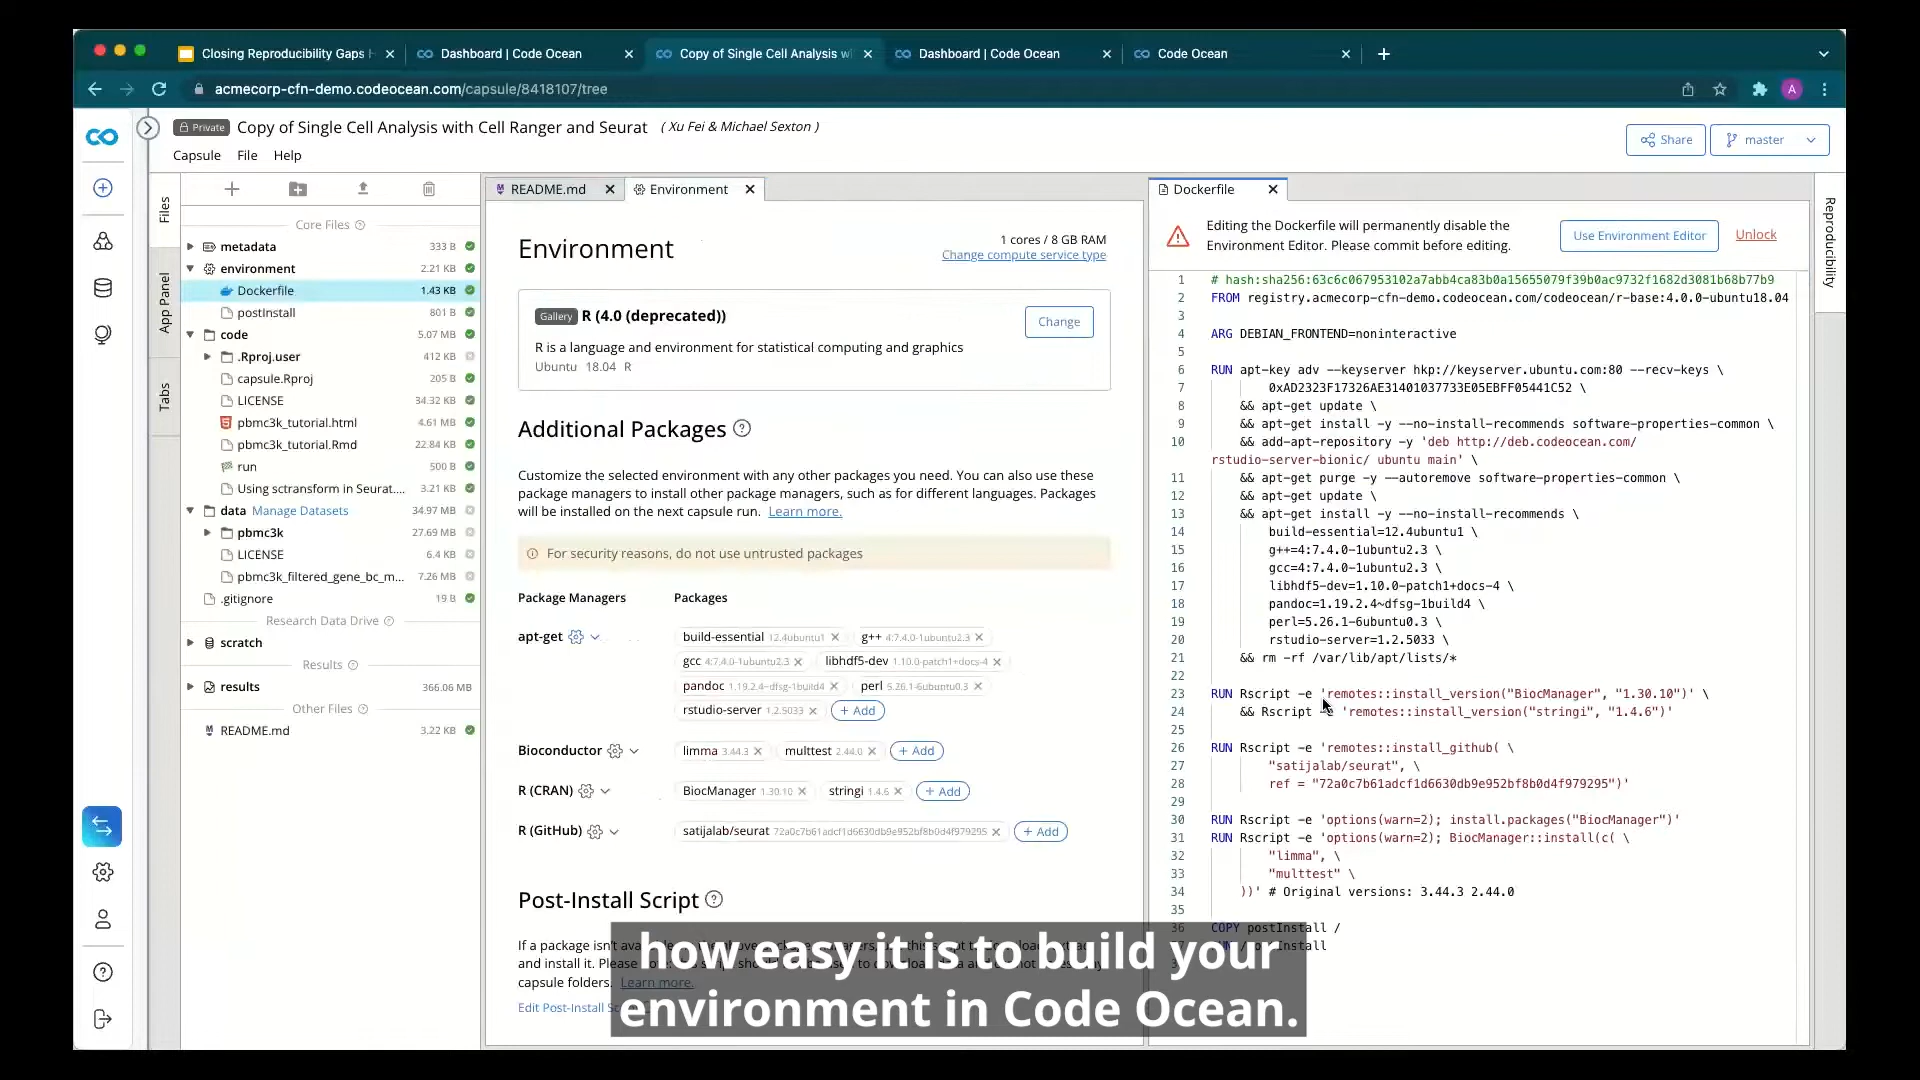 Closing Reproducibility Gaps
Dashboard | Code Ocean
Copy of Single Cell Analysis wi
Dashboard | Code Ocean
Code Ocean
acmecorp-cfn-demo.codeocean.com/capsule/8418107/tree
A
Private
Copy of Single Cell Analysis with Cell Ranger and Seurat
( Xu Fei & Michael Sexton )
Capsule File Help
Share
master
Files
App Panel
Tabs
Core Files
metadata 333 B
environment 2.21 KB
Dockerfile 1.43 KB
postInstall 801 B
code 5.07 MB
.Rproj.user 412 KB
capsule.Rproj 205 B
LICENSE 34.32 KB
pbmc3k_tutorial.html 4.61 MB
pbmc3k_tutorial.Rmd 22.84 KB
run 500 B
Using sctransform in Seurat.... 3.21 KB
data Manage Datasets 34.97 MB
pbmc3k 27.69 MB
LICENSE 6.4 KB
pbmc3k_filtered_gene_bc_m... 7.26 MB
.gitignore 19 B
Research Data Drive
scratch
Results
results 366.06 MB
Other Files
README.md 3.22 KB
README.md
Environment
Environment
1 cores / 8 GB RAM
Change compute service type
Gallery R (4.0 (deprecated))
Change
R is a language and environment for statistical computing and graphics
Ubuntu 18.04 R
Additional Packages
Customize the selected environment with any other packages you need. You can also use these
package managers to install other package managers, such as for different languages. Packages
will be installed on the next capsule run. Learn more.
For security reasons, do not use untrusted packages
Package Managers Packages
apt-get build-essential 12.4ubuntu1 g++ 4:7.4.0-1ubuntu2.3
gcc 4:7.4.0-1ubuntu2.3 libhdf5-dev 1.10.0-patch1+docs-4
pandoc 1.19.2.4~dfsg-1build4 perl 5.26.1-6ubuntu0.3
rstudio-server 1.2.5033 + Add
Bioconductor limma 3.44.3 multtest 2.44.0 + Add
R (CRAN) BiocManager 1.30.10 stringi 1.4.6 + Add
R (GitHub) satijalab/seurat 72a0c7b61adcf1d6630db9e952bf8b0d4f979295 + Add
Post-Install Script
If a package isn't
and install it. Please
capsule folders. Learn more.
Edit Post-Install
Dockerfile
Editing the Dockerfile will permanently disable the
Environment Editor. Please commit before editing.
Use Environment Editor
Unlock
Reproducibility
1 # hash:sha256:63c6c067953102a7abb4ca83b0a15655079f39b0ac9732f1682d3081b68b77b9
2 FROM registry.acmecorp-cfn-demo.codeocean.com/codeocean/r-base:4.0.0-ubuntu18.04
3
4 ARG DEBIAN_FRONTEND=noninteractive
5
6 RUN apt-key adv --keyserver hkp://keyserver.ubuntu.com:80 --recv-keys \
7 0xAD2323F17326AE31401037733E05EBFF05441C52 \
8 && apt-get update \
9 && apt-get install -y --no-install-recommends software-properties-common \
10 && add-apt-repository -y 'deb http://deb.codeocean.com/
rstudio-server-bionic/ ubuntu main' \
11 && apt-get purge -y --autoremove software-properties-common \
12 && apt-get update \
13 && apt-get install -y --no-install-recommends \
14 build-essential=12.4ubuntu1 \
15 g++=4:7.4.0-1ubuntu2.3 \
16 gcc=4:7.4.0-1ubuntu2.3 \
17 libhdf5-dev=1.10.0-patch1+docs-4 \
18 pandoc=1.19.2.4~dfsg-1build4 \
19 perl=5.26.1-6ubuntu0.3 \
20 rstudio-server=1.2.5033 \
21 && rm -rf /var/lib/apt/lists/*
22
23 RUN Rscript -e 'remotes::install_version("BiocManager", "1.30.10")' \
24 && Rscript -e 'remotes::install_version("stringi", "1.4.6")'
25
26 RUN Rscript -e 'remotes::install_github( \
27 "satijalab/seurat", \
28 ref = "72a0c7b61adcf1d6630db9e952bf8b0d4f979295")'
29
30 RUN Rscript -e 'options(warn=2); install.packages("BiocManager")'
31 RUN Rscript -e 'options(warn=2); BiocManager::install(c( \
32 "limma", \
33 "multtest" \
34 ))' # Original versions: 3.44.3 2.44.0
35
36 COPY postInstall /
how easy it is to build your
environment in Code Ocean.